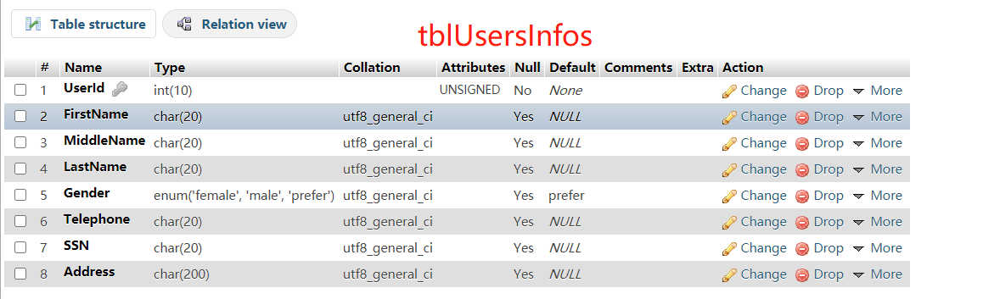 Table structure Relation view
tblUsersInfos
# Name Type Collation Attributes Null Default Comments Extra Action
1 UserId int(10) UNSIGNED No None Change Drop More
2 FirstName char(20) utf8_general_ci Yes NULL Change Drop More
3 MiddleName char(20) utf8_general_ci Yes NULL Change Drop More
4 LastName char(20) utf8_general_ci Yes NULL Change Drop More
5 Gender enum('female', 'male', 'prefer') utf8_general_ci Yes prefer Change Drop More
6 Telephone char(20) utf8_general_ci Yes NULL Change Drop More
7 SSN char(20) utf8_general_ci Yes NULL Change Drop More
8 Address char(200) utf8_general_ci Yes NULL Change Drop More